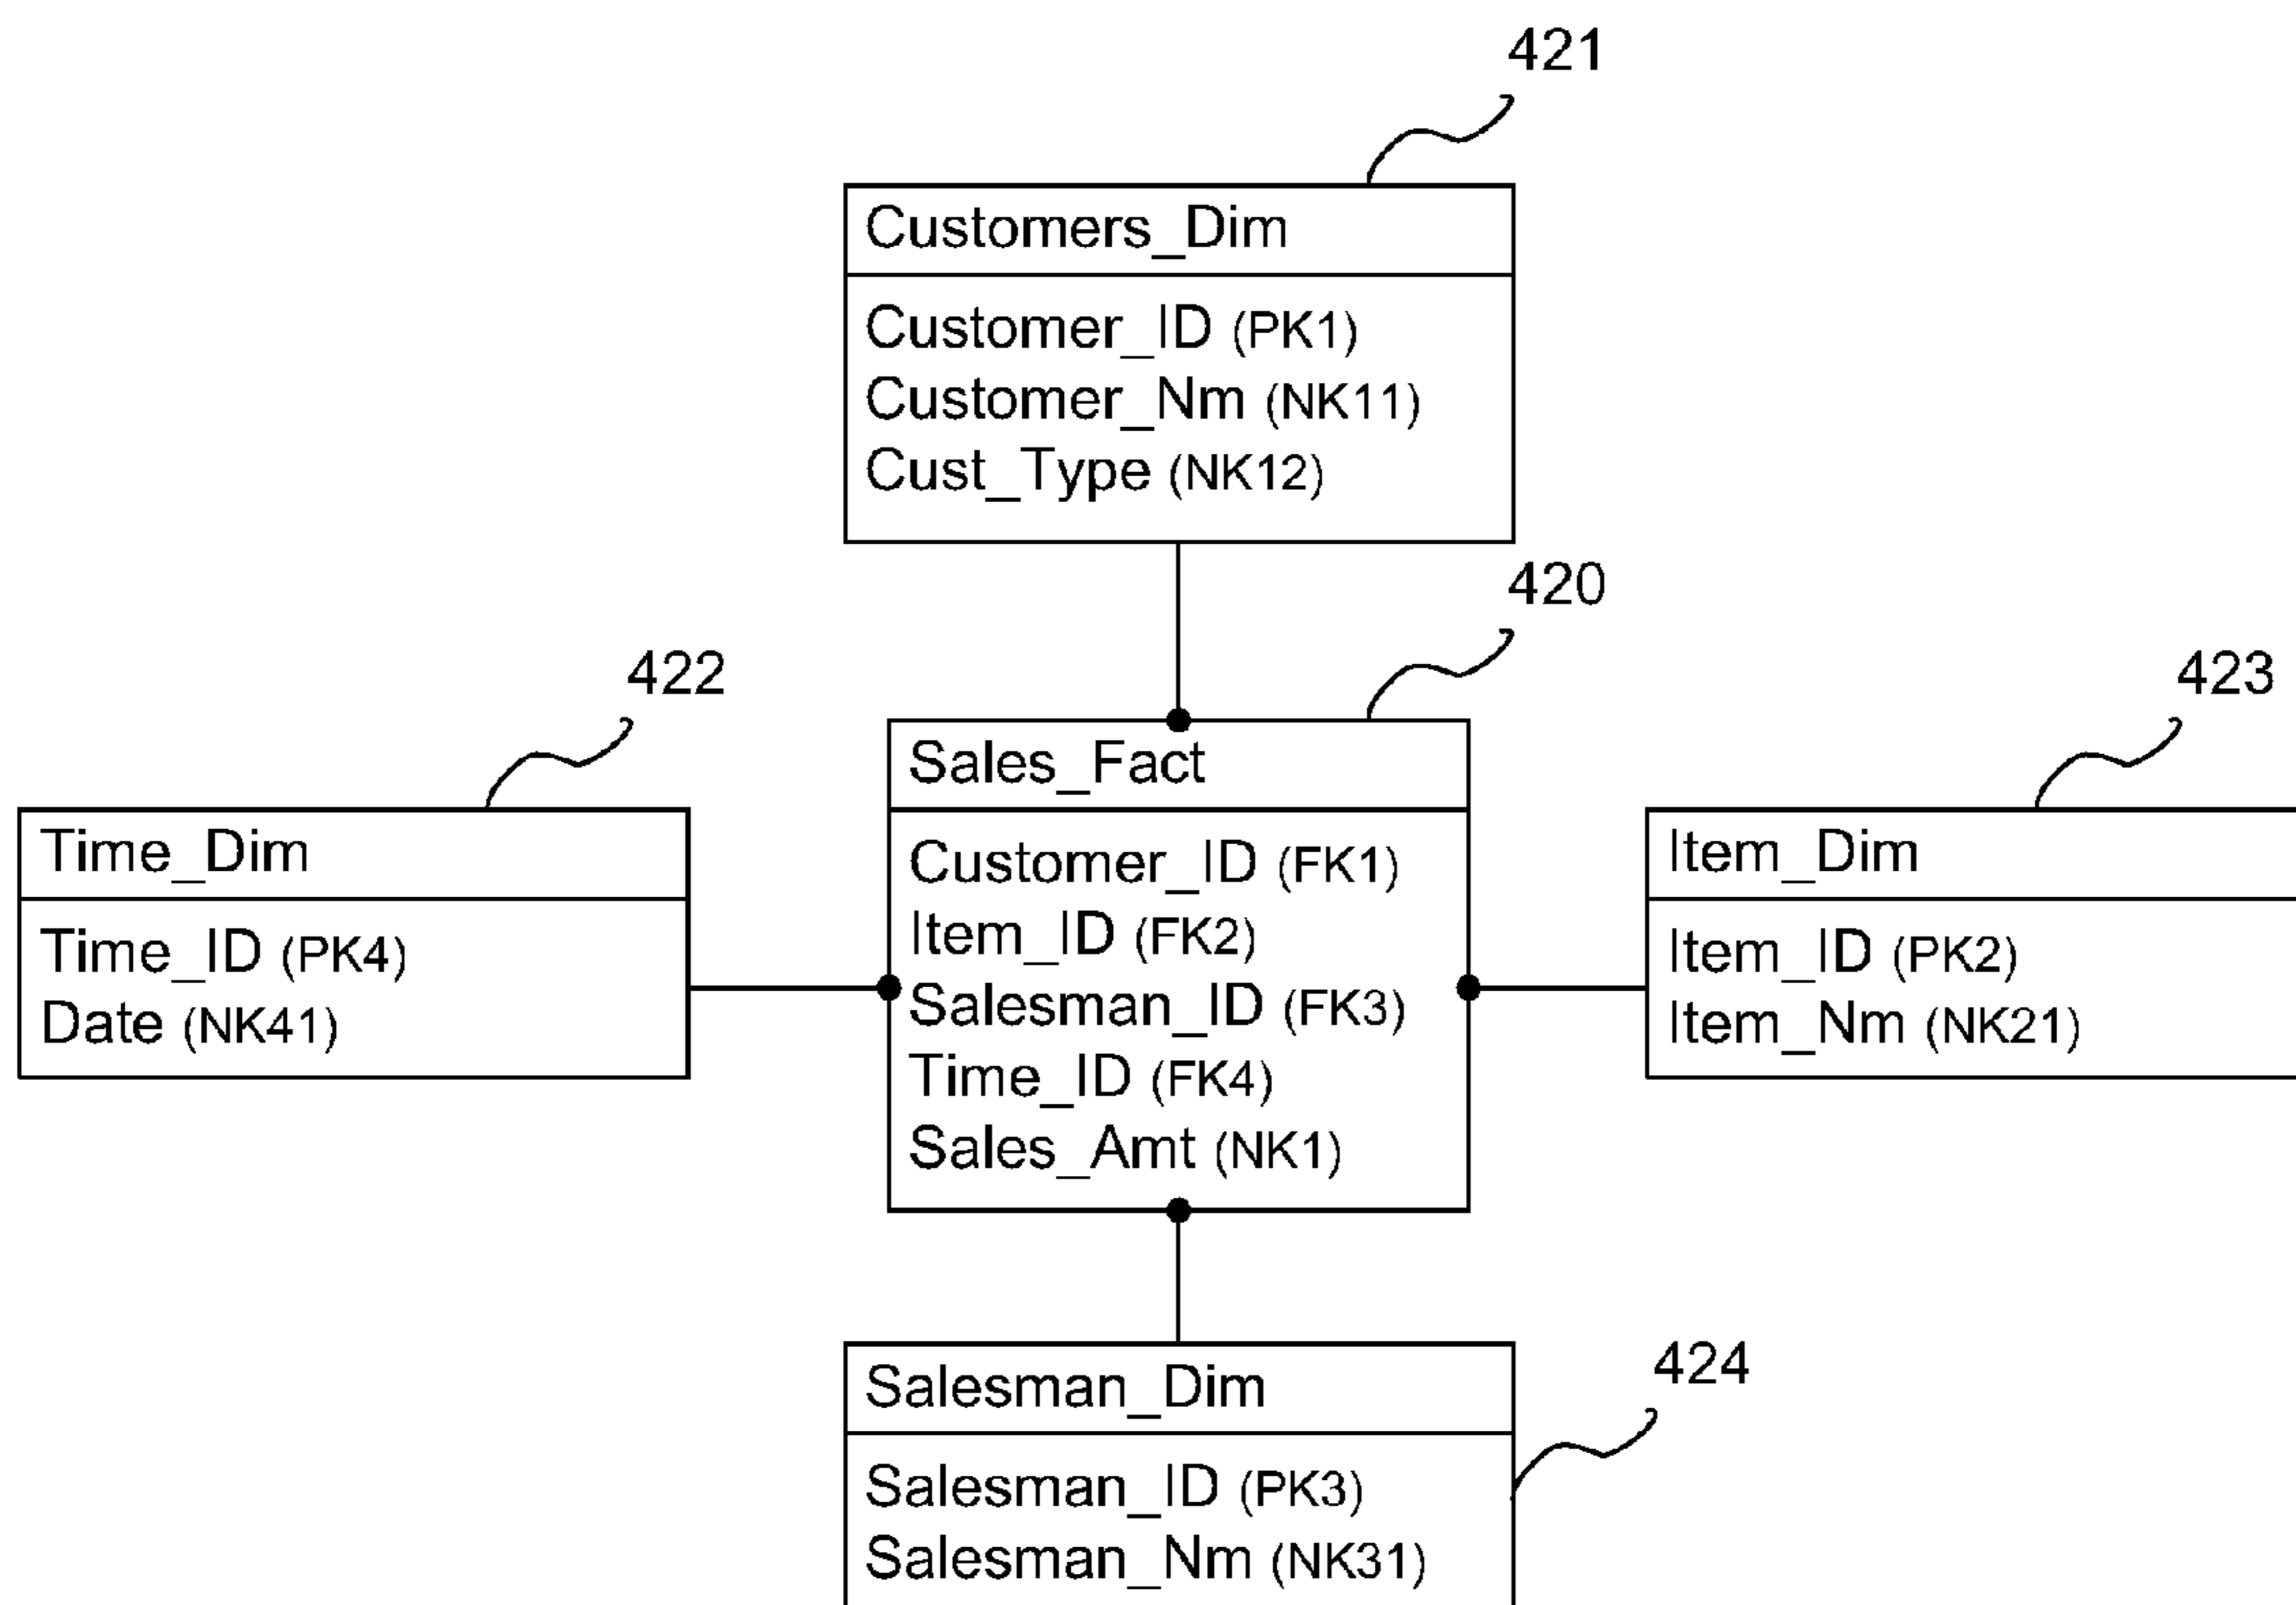 421
Customers_Dim
Customer_ID (PK1)
Customer_Nm (NK11)
Cust_Type (NK12)
420
422
423
Sales_Fact
Customer_ID (FK1)
Item_ID (FK2)
Salesman_ID (FK3)
Time_ID (FK4)
Sales_Amt (NK1)
Time_Dim
Time_ID (PK4)
Date (NK41)
Item_Dim
Item_ID (PK2)
Item_Nm (NK21)
424
Salesman_Dim
Salesman_ID (PK3)
Salesman_Nm (NK31)